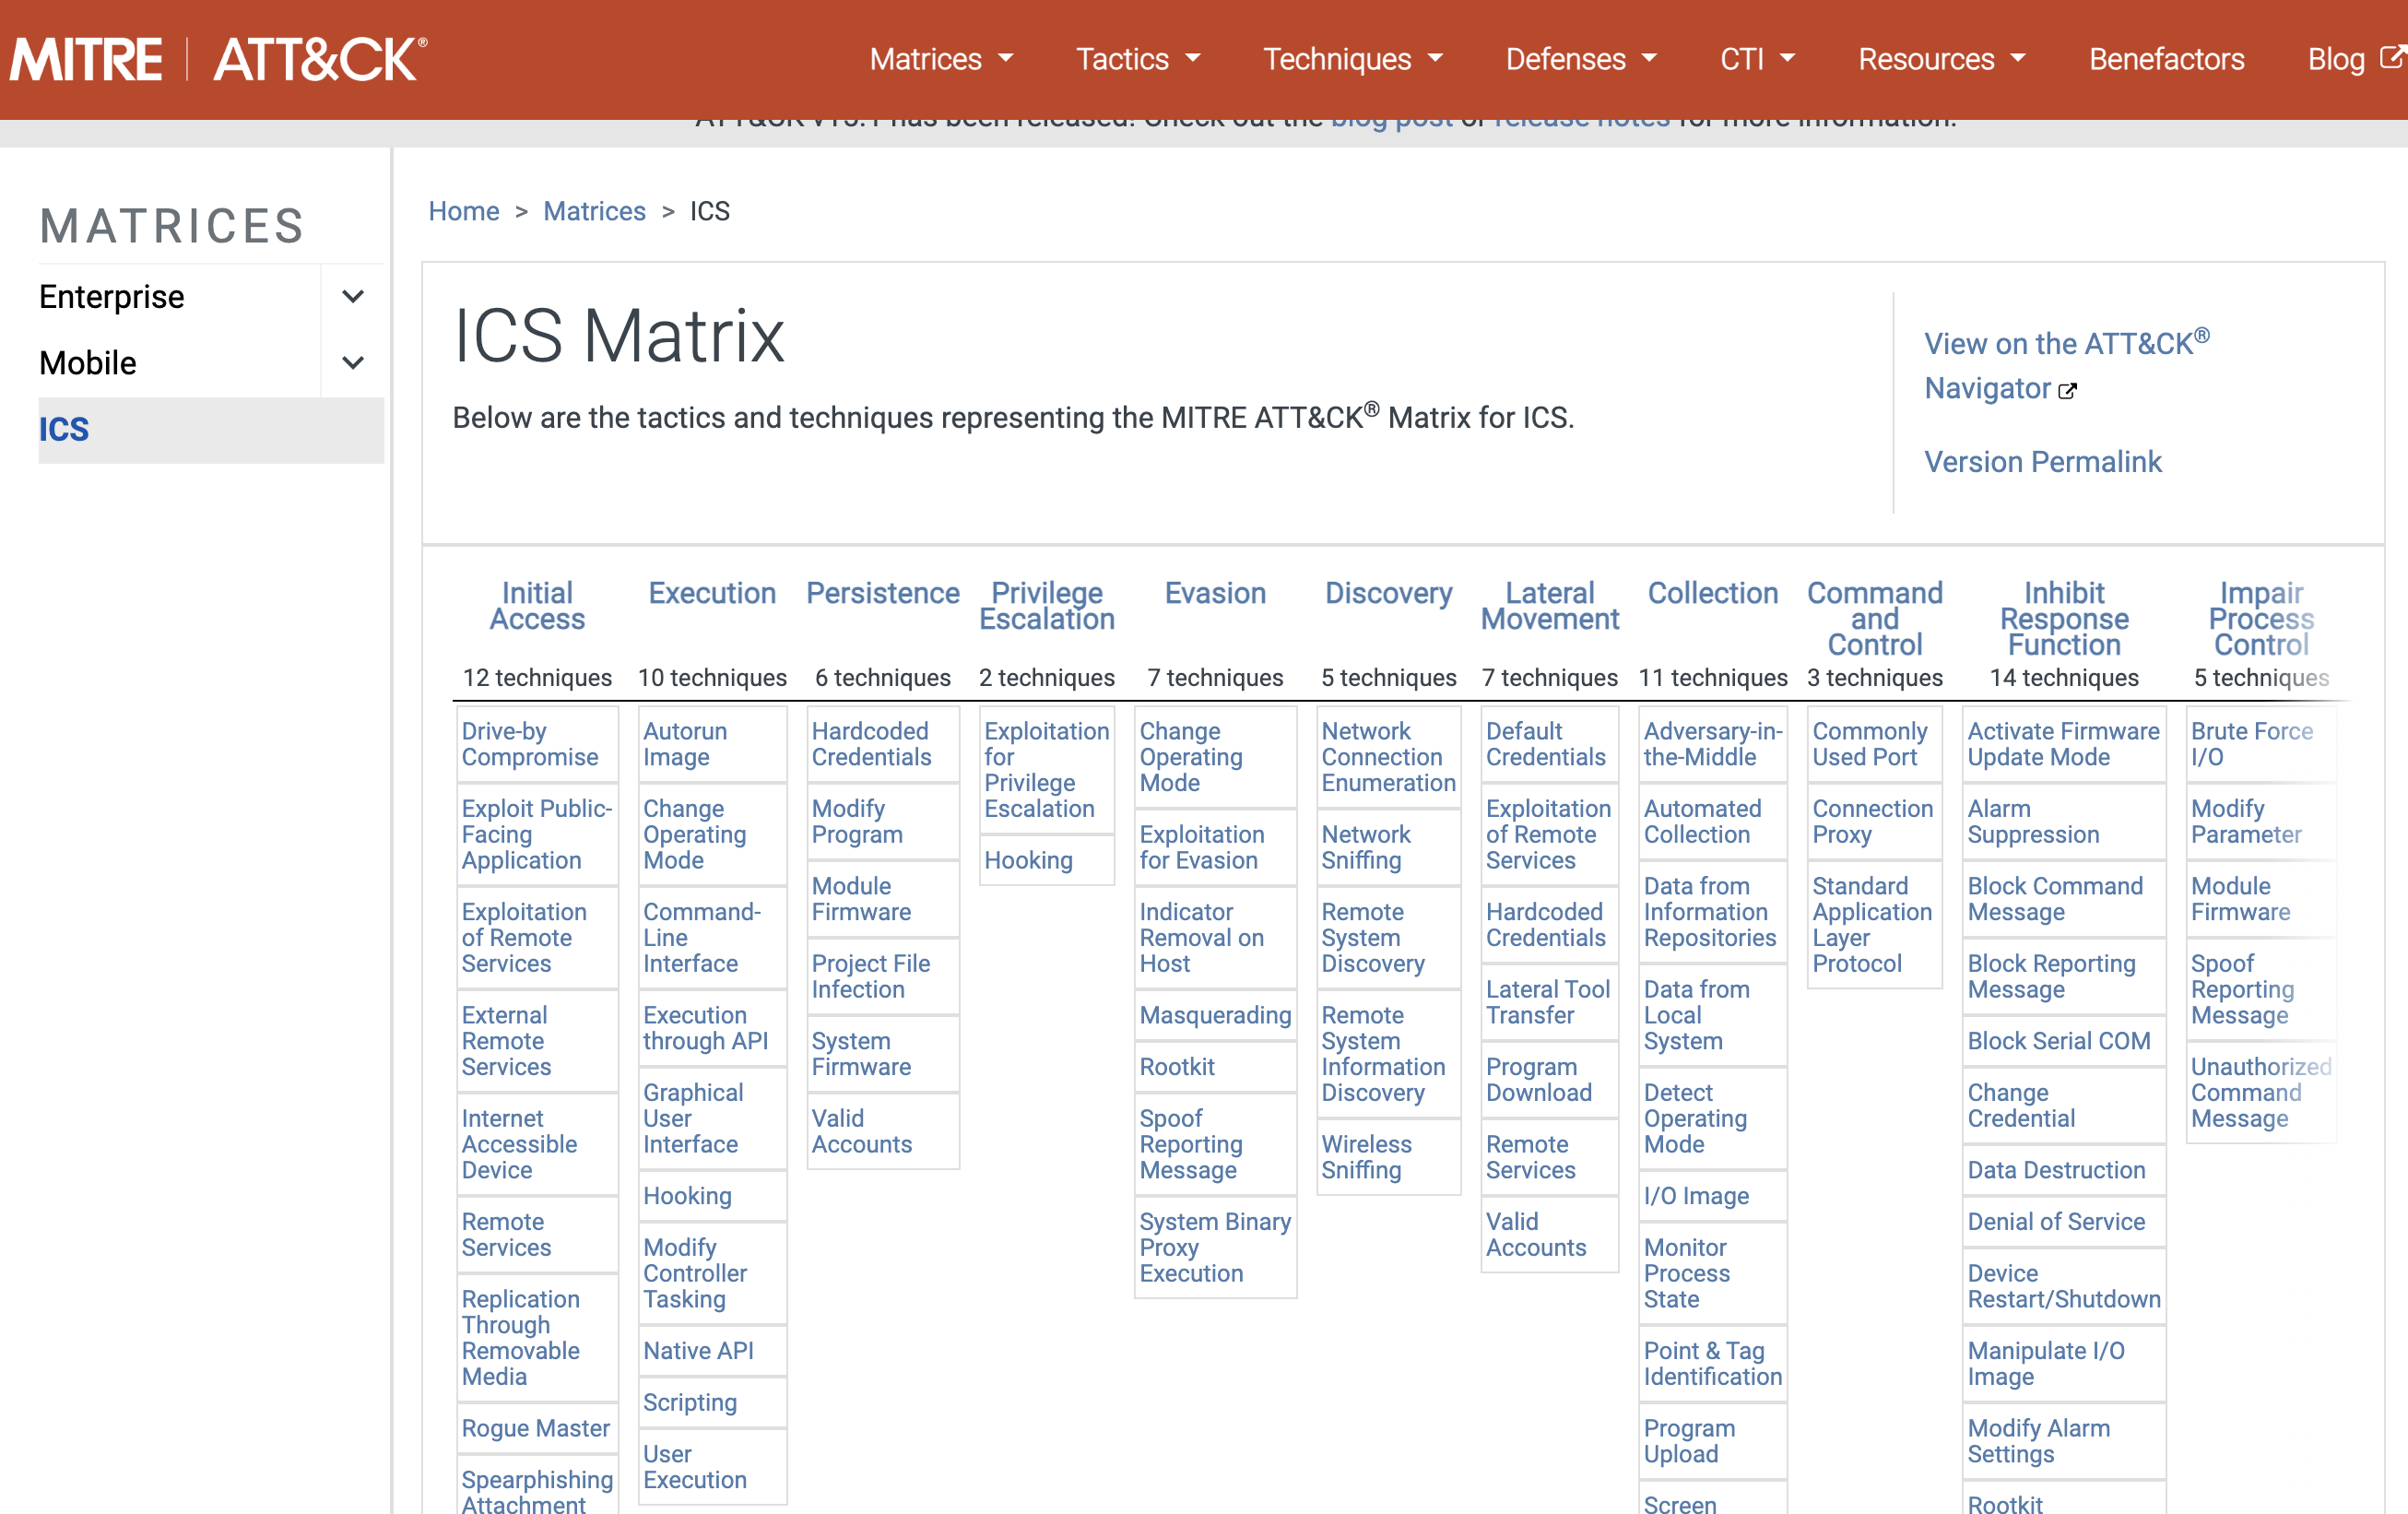 MITRE | ATT&CK®
Matrices
Tactics
Techniques
Defenses
CTI
Resources
Benefactors
Blog
has been released! Check out the blog post or release notes for more information.
MATRICES
Enterprise
Mobile
ICS
Home > Matrices > ICS
ICS Matrix
Below are the tactics and techniques representing the MITRE ATT&CK® Matrix for ICS.
View on the ATT&CK®
Navigator
Version Permalink
Initial
Access
12 techniques
Drive-by
Compromise
Exploit Public-
Facing
Application
Exploitation
of Remote
Services
External
Remote
Services
Internet
Accessible
Device
Remote
Services
Replication
Through
Removable
Media
Rogue Master
Spearphishing
Attachment
Execution
10 techniques
Autorun
Image
Change
Operating
Mode
Command-
Line
Interface
Execution
through API
Graphical
User
Interface
Hooking
Modify
Controller
Tasking
Native API
Scripting
User
Execution
Persistence
6 techniques
Hardcoded
Credentials
Modify
Program
Module
Firmware
Project File
Infection
System
Firmware
Valid
Accounts
Privilege
Escalation
2 techniques
Exploitation
for
Privilege
Escalation
Hooking
Evasion
7 techniques
Change
Operating
Mode
Exploitation
for Evasion
Indicator
Removal on
Host
Masquerading
Rootkit
Spoof
Reporting
Message
System Binary
Proxy
Execution
Discovery
5 techniques
Network
Connection
Enumeration
Network
Sniffing
Remote
System
Discovery
Remote
System
Information
Discovery
Wireless
Sniffing
Lateral
Movement
7 techniques
Default
Credentials
Exploitation
of Remote
Services
Hardcoded
Credentials
Lateral Tool
Transfer
Program
Download
Remote
Services
Valid
Accounts
Collection
11 techniques
Adversary-in-
the-Middle
Automated
Collection
Data from
Information
Repositories
Data from
Local
System
Detect
Operating
Mode
I/O Image
Monitor
Process
State
Point & Tag
Identification
Program
Upload
Screen
Command
and
Control
3 techniques
Commonly
Used Port
Connection
Proxy
Standard
Application
Layer
Protocol
Inhibit
Response
Function
14 techniques
Activate Firmware
Update Mode
Alarm
Suppression
Block Command
Message
Block Reporting
Message
Block Serial COM
Change
Credential
Data Destruction
Denial of Service
Device
Restart/Shutdown
Manipulate I/O
Image
Modify Alarm
Settings
Rootkit
Impair
Process
Control
5 techniques
Brute Force
I/O
Modify
Parameter
Module
Firmware
Spoof
Reporting
Message
Unauthorized
Command
Message